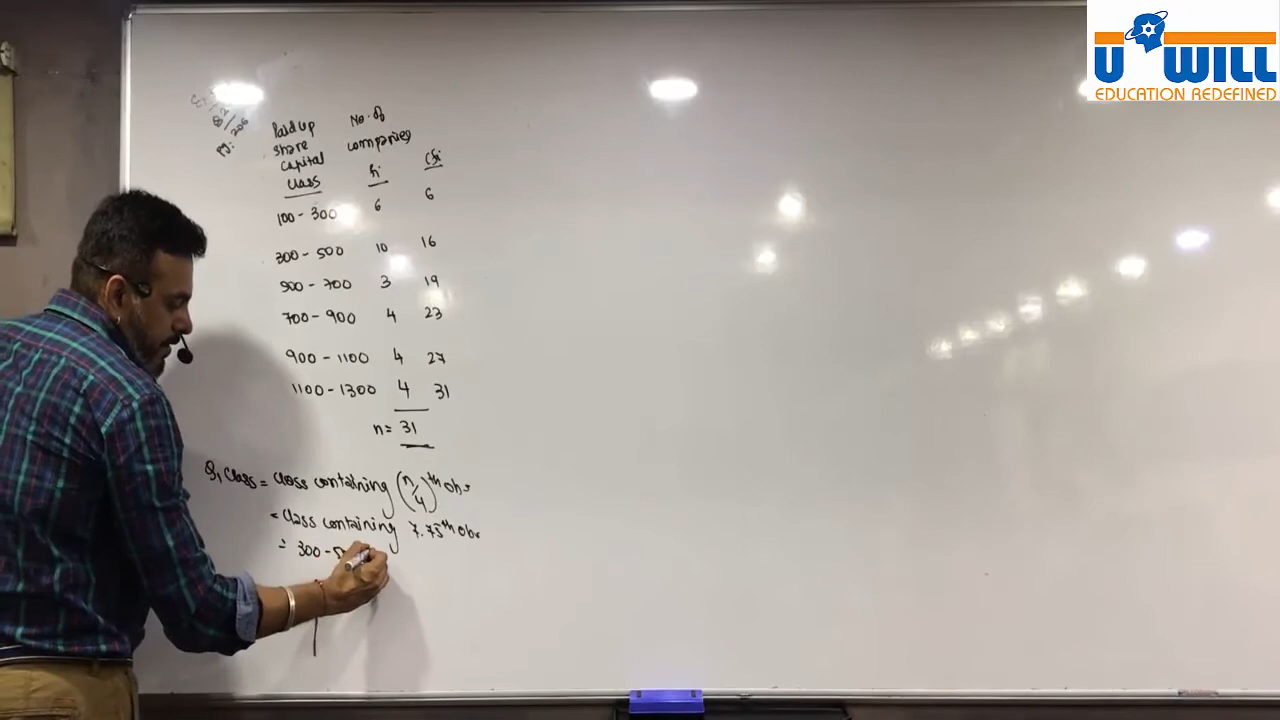 U WILL
EDUCATION REDEFINED
Paid up
share
capital
class
No. of
companies
fi
cfi
100 - 300 6 6
300 - 500 10 16
500 - 700 3 19
700 - 900 4 23
900 - 1100 4 27
1100 - 1300 4 31
n = 31
Q₁ class = class containing (n/4)th obs
= class containing 7.75th obs
= 300 -